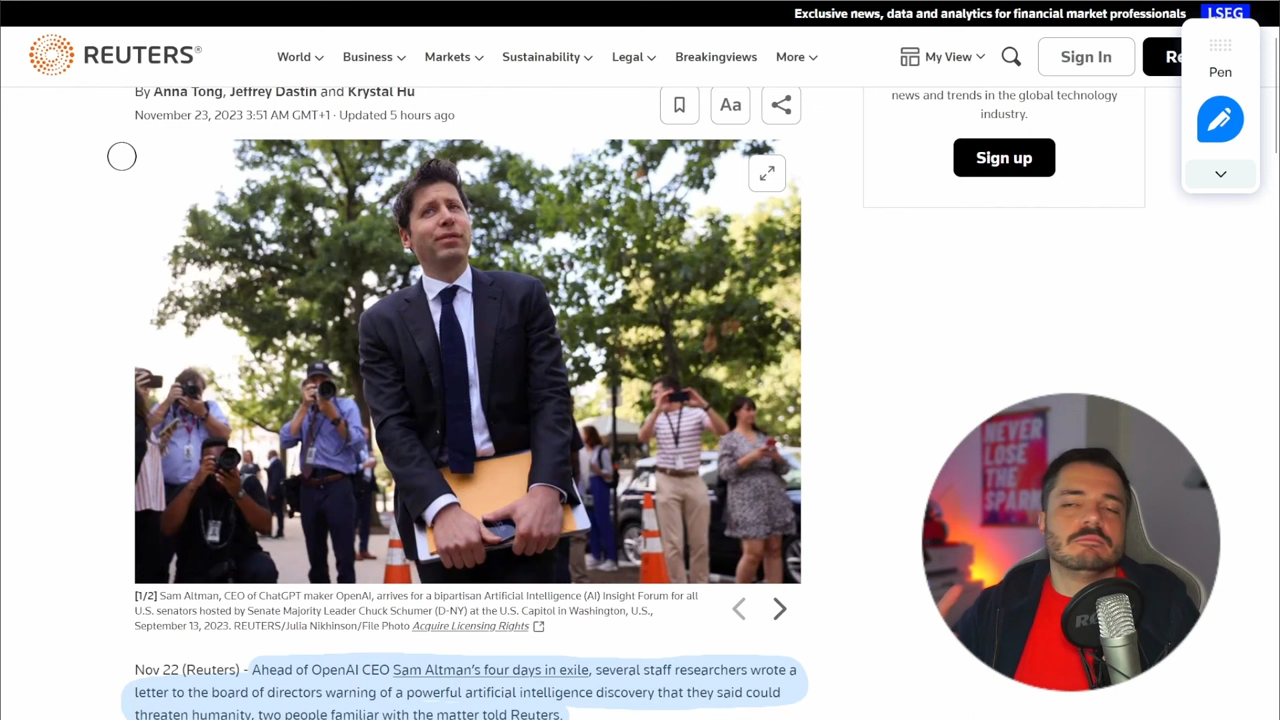 Exclusive news, data and analytics for financial market professionals LSEG
REUTERS®
World Business Markets Sustainability Legal Breakingviews More My View Sign In
Pen
By Anna Tong, Jeffrey Dastin and Krystal Hu
November 23, 2023 3:51 AM GMT+1 · Updated 5 hours ago
Aa
news and trends in the global technology
industry.
Sign up
NEVER
LOSE
THE
SPARK
[1/2] Sam Altman, CEO of ChatGPT maker OpenAI, arrives for a bipartisan Artificial Intelligence (AI) Insight Forum for all
U.S. senators hosted by Senate Majority Leader Chuck Schumer (D-NY) at the U.S. Capitol in Washington, U.S.,
September 13, 2023. REUTERS/Julia Nikhinson/File Photo Acquire Licensing Rights
Nov 22 (Reuters) - Ahead of OpenAI CEO Sam Altman's four days in exile, several staff researchers wrote a
letter to the board of directors warning of a powerful artificial intelligence discovery that they said could
threaten humanity, two people familiar with the matter told Reuters.